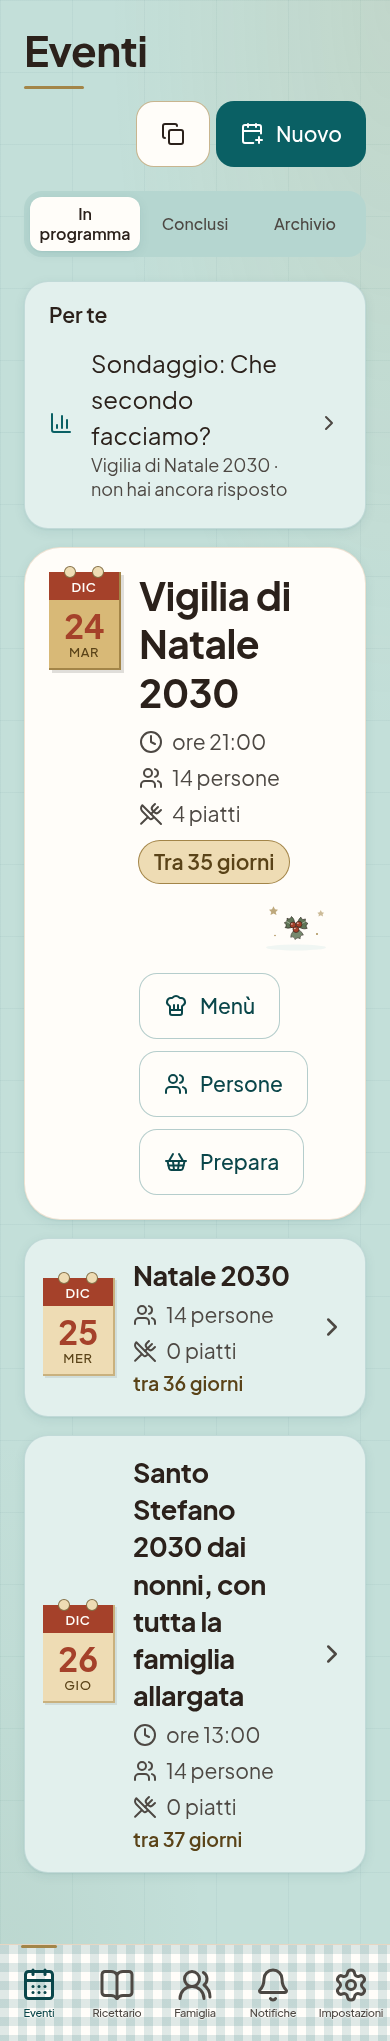 Eventi
Nuovo
In
programma
Conclusi
Archivio
Per te
Sondaggio: Che
secondo
facciamo?
Vigilia di Natale 2030 ·
non hai ancora risposto
DIC
24
MAR
Vigilia di
Natale
2030
ore 21:00
14 persone
4 piatti
Tra 35 giorni
Menù
Persone
Prepara
DIC
25
MER
Natale 2030
14 persone
0 piatti
tra 36 giorni
DIC
26
GIO
Santo
Stefano
2030 dai
nonni, con
tutta la
famiglia
allargata
ore 13:00
14 persone
0 piatti
tra 37 giorni
Eventi
Ricettario
Famiglia
Notifiche
Impostazioni